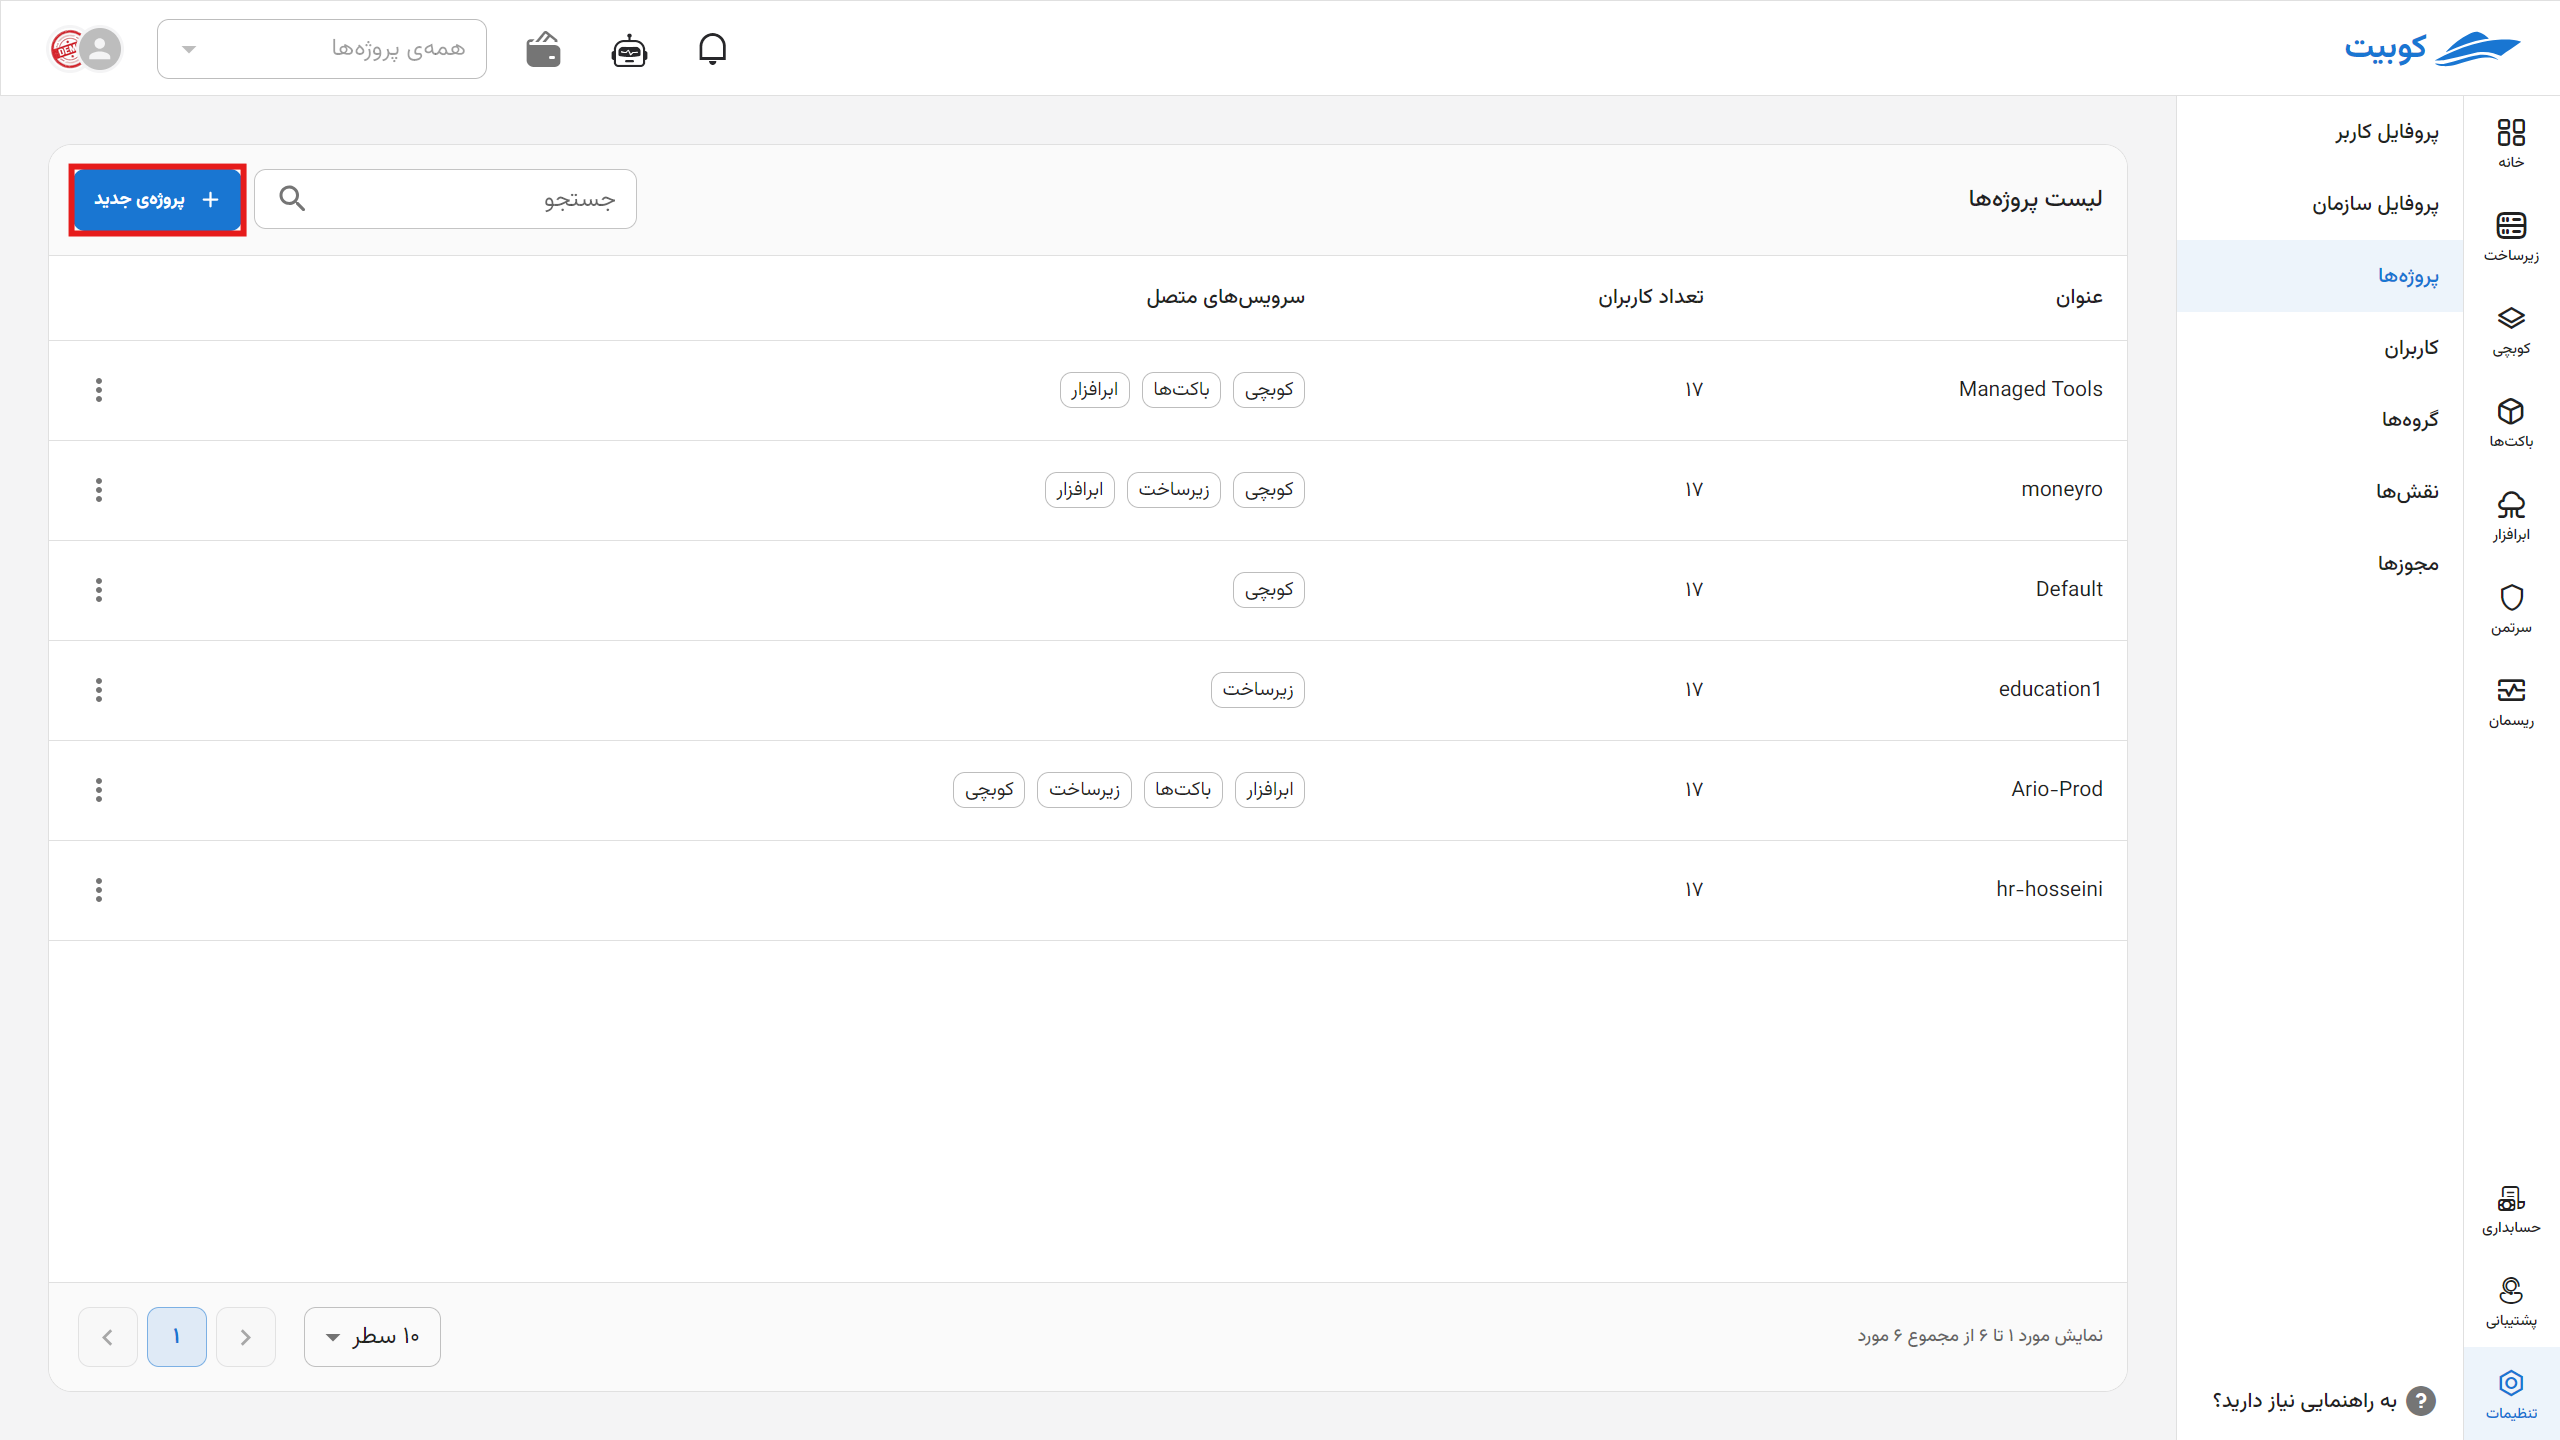 کوبیت
همه‌ی پروژه‌ها
DEMO
خانه
زیرساخت
کوبچی
باکت‌ها
ابرافزار
سرتمن
ریسمان
حسابداری
پشتیبانی
تنظیمات
پروفایل کاربر
پروفایل سازمان
پروژه‌ها
کاربران
گروه‌ها
نقش‌ها
مجوزها
به راهنمایی نیاز دارید؟
لیست پروژه‌ها
جستجو
پروژه‌ی جدید
عنوان تعداد کاربران سرویس‌های متصل
Managed Tools ۱۷ کوبچی باکت‌ها ابرافزار
moneyro ۱۷ کوبچی زیرساخت ابرافزار
Default ۱۷ کوبچی
education1 ۱۷ زیرساخت
Ario-Prod ۱۷ ابرافزار باکت‌ها زیرساخت کوبچی
hr-hosseini ۱۷
نمایش مورد ۱ تا ۶ از مجموع ۶ مورد
۱۰ سطر
۱